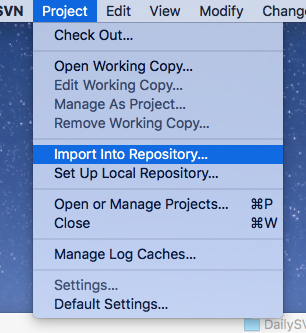 SVN Project Edit View Modify Change
Check Out...
Open Working Copy...
Edit Working Copy...
Manage As Project...
Remove Working Copy...
Import Into Repository...
Set Up Local Repository...
Open or Manage Projects... ⌘P
Close ⌘W
Manage Log Caches...
Settings...
Default Settings...
DailySV